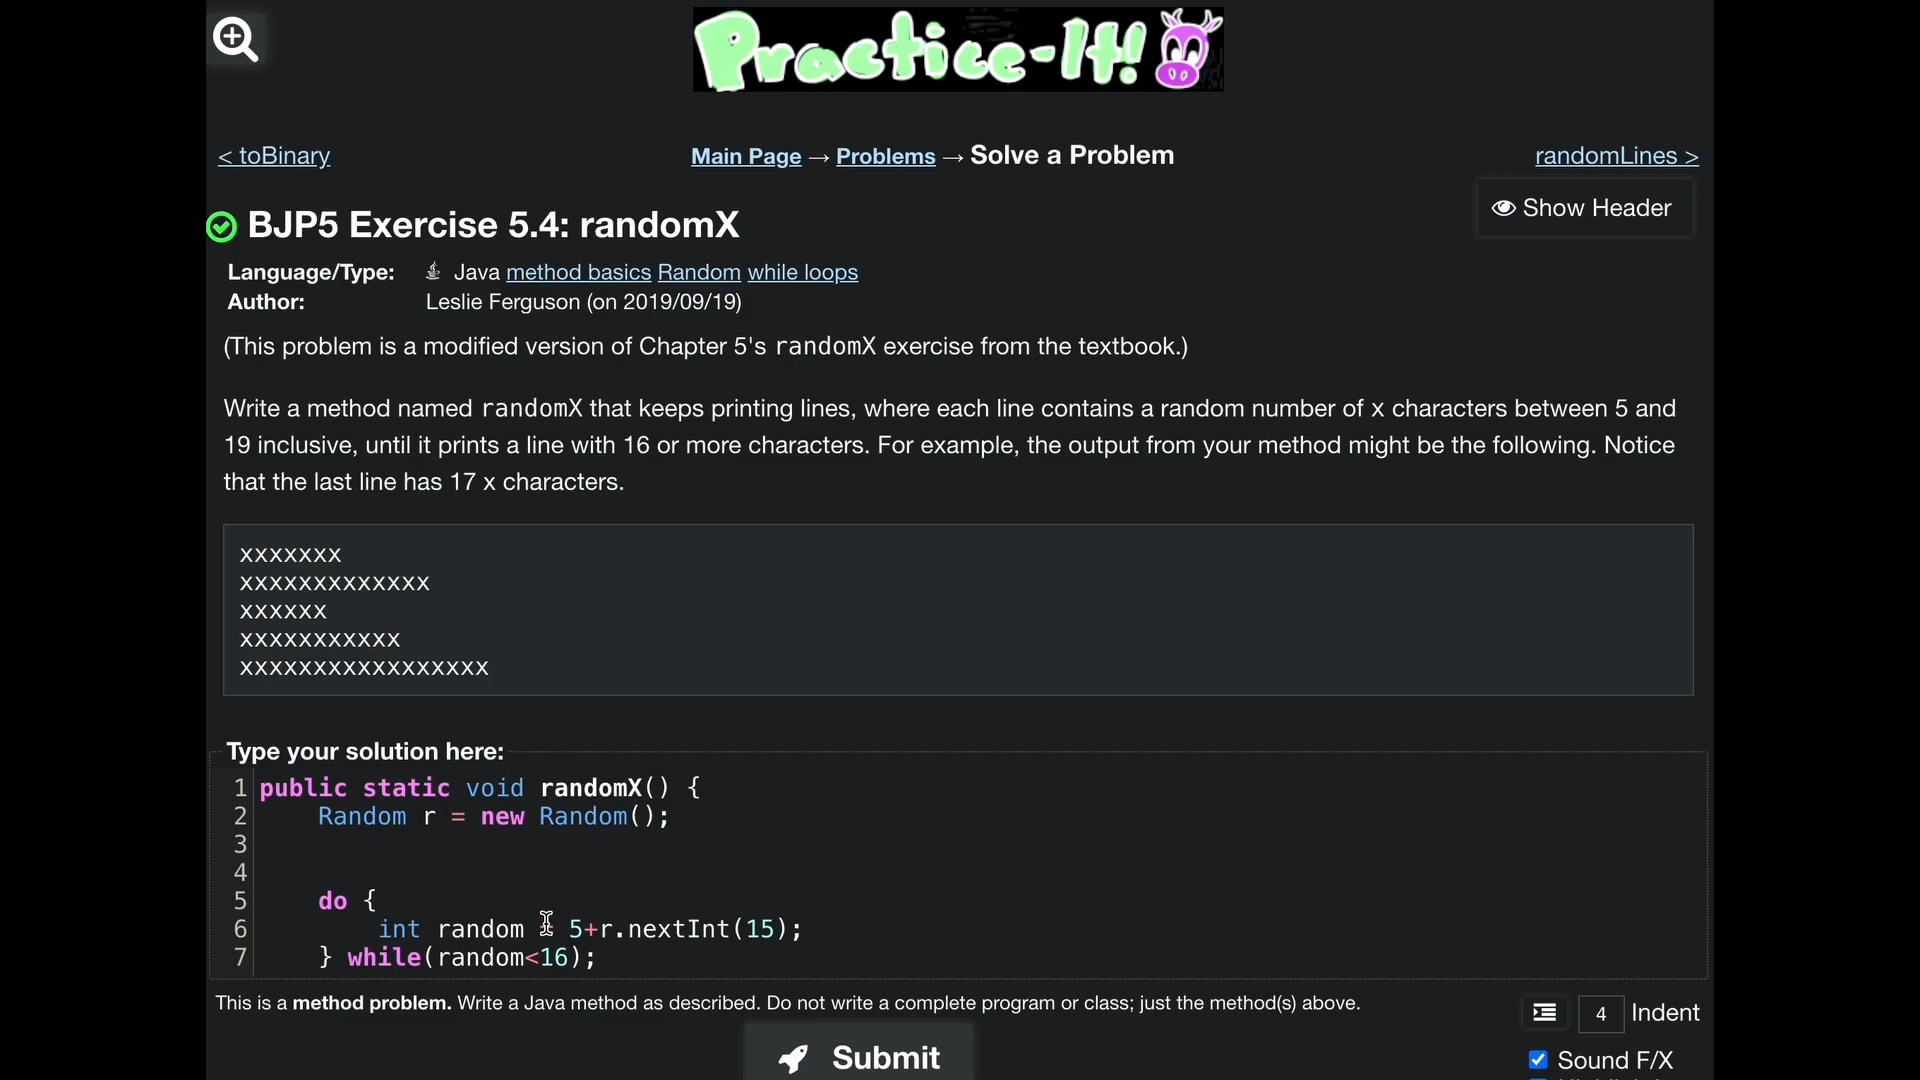 Practice-It!
< toBinary
Main Page → Problems → Solve a Problem
randomLines >
Show Header
BJP5 Exercise 5.4: randomX
Language/Type: Java method basics Random while loops
Author: Leslie Ferguson (on 2019/09/19)
(This problem is a modified version of Chapter 5's randomX exercise from the textbook.)
Write a method named randomX that keeps printing lines, where each line contains a random number of x characters between 5 and
19 inclusive, until it prints a line with 16 or more characters. For example, the output from your method might be the following. Notice
that the last line has 17 x characters.
xxxxxxx
xxxxxxxxxxxxx
xxxxxx
xxxxxxxxxxx
xxxxxxxxxxxxxxxxx
Type your solution here:
1 public static void randomX() {
2 Random r = new Random();
3
4
5 do {
6 int random = 5+r.nextInt(15);
7 } while(random<16);
This is a method problem. Write a Java method as described. Do not write a complete program or class; just the method(s) above.
4 Indent
Submit
Sound F/X